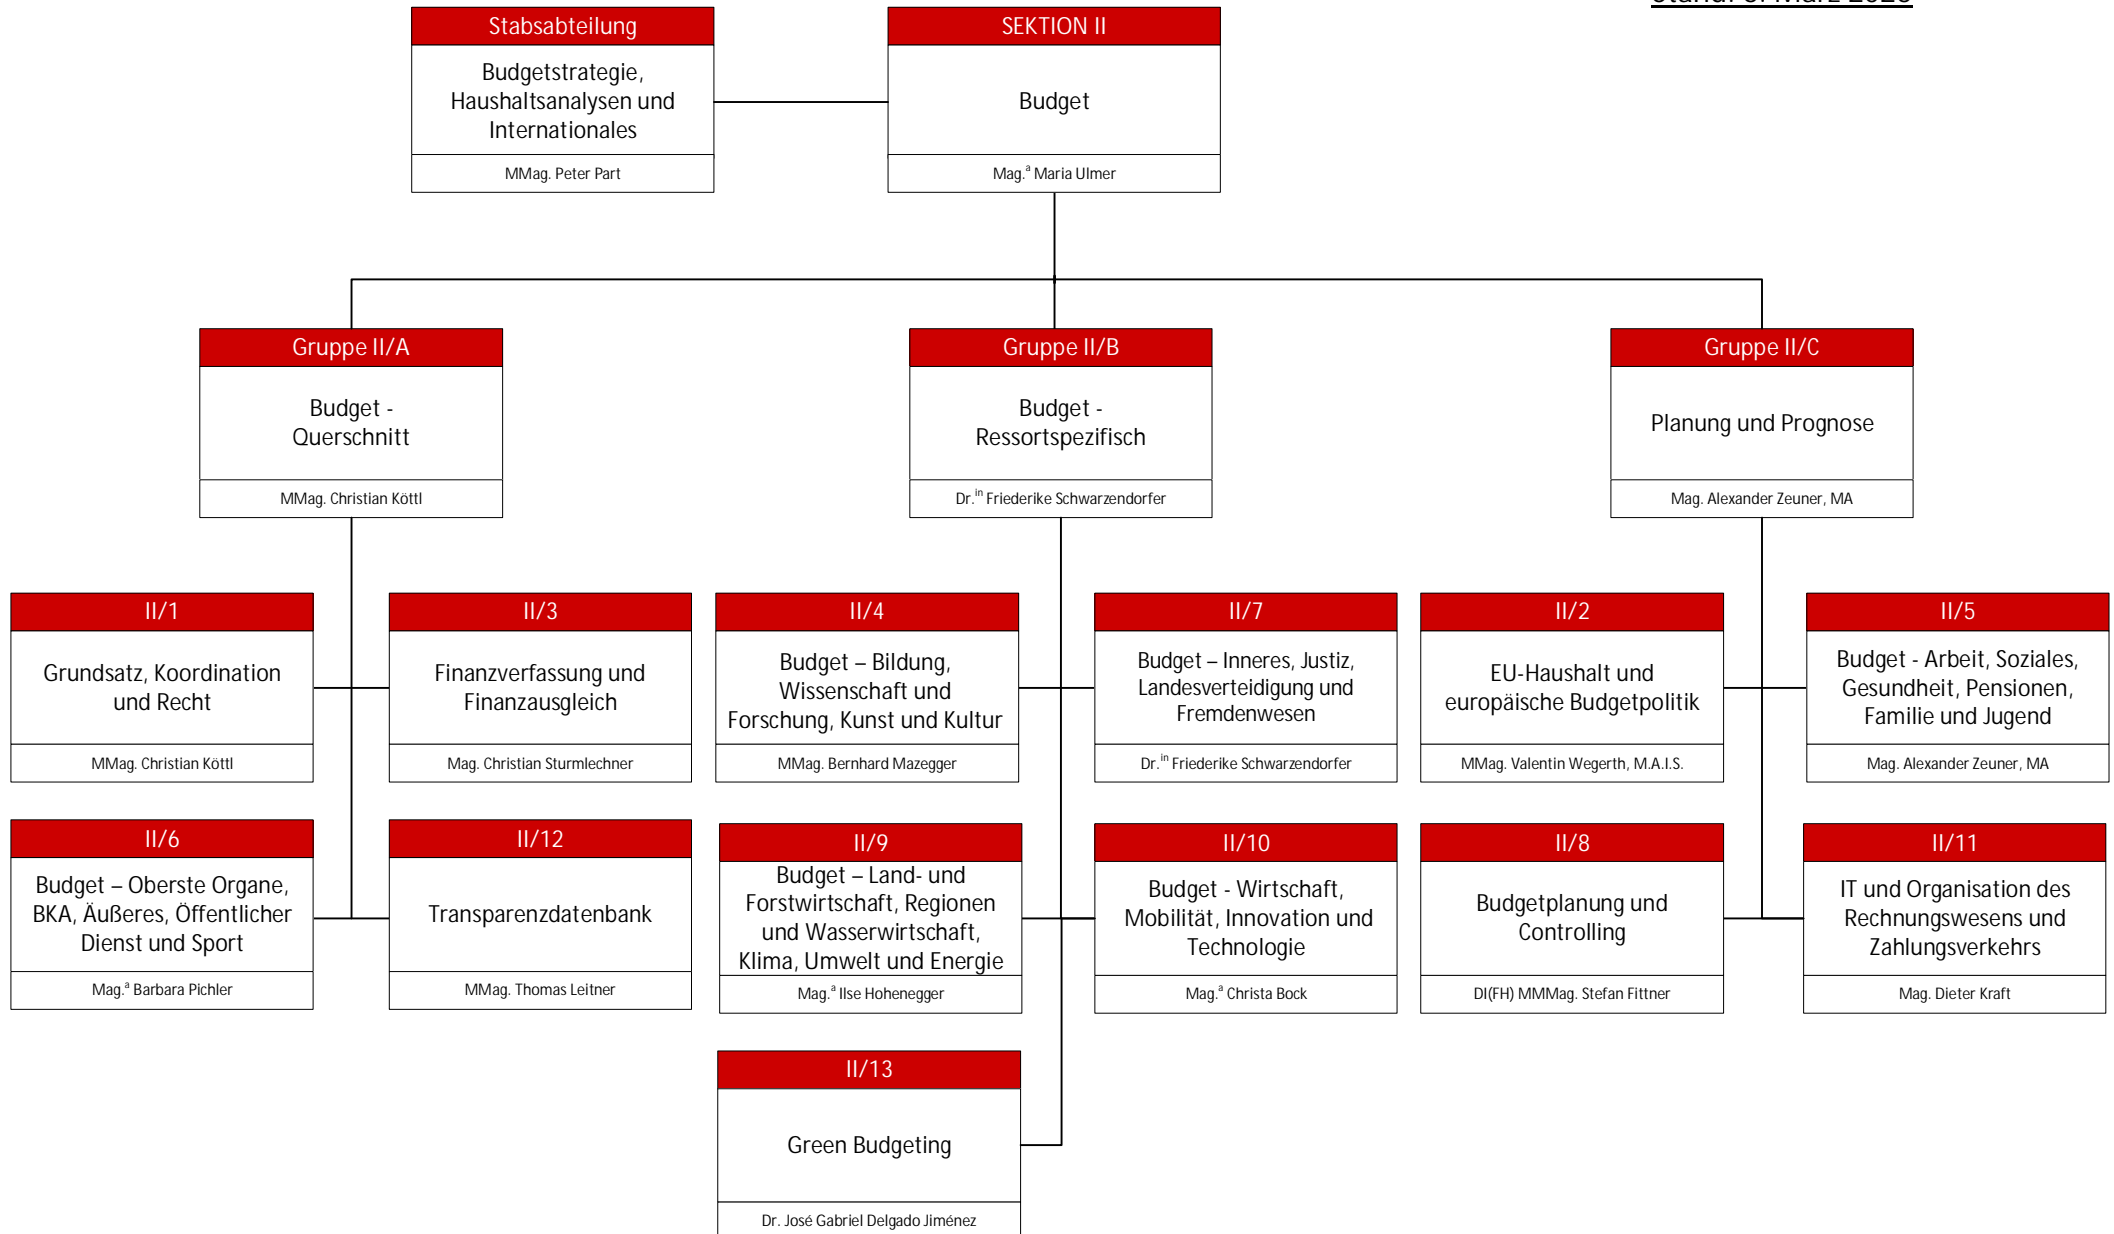 Stabsabteilung
Budgetstrategie,
Haushaltsanalysen und
Internationales
MMag. Peter Part
SEKTION II
Budget
Mag.ª Maria Ulmer
Gruppe II/A
Budget -
Querschnitt
MMag. Christian Köttl
Gruppe II/B
Budget -
Ressortspezifisch
Dr.in Friederike Schwarzendorfer
Gruppe II/C
Planung und Prognose
Mag. Alexander Zeuner, MA
II/1
Grundsatz, Koordination
und Recht
MMag. Christian Köttl
II/3
Finanzverfassung und
Finanzausgleich
Mag. Christian Sturmlechner
II/4
Budget – Bildung,
Wissenschaft und
Forschung, Kunst und Kultur
MMag. Bernhard Mazegger
II/7
Budget – Inneres, Justiz,
Landesverteidigung und
Fremdenwesen
Dr.in Friederike Schwarzendorfer
II/2
EU-Haushalt und
europäische Budgetpolitik
MMag. Valentin Wegerth, M.A.I.S.
II/5
Budget - Arbeit, Soziales,
Gesundheit, Pensionen,
Familie und Jugend
Mag. Alexander Zeuner, MA
II/6
Budget – Oberste Organe,
BKA, Äußeres, Öffentlicher
Dienst und Sport
Mag.ª Barbara Pichler
II/12
Transparenzdatenbank
MMag. Thomas Leitner
II/9
Budget – Land- und
Forstwirtschaft, Regionen
und Wasserwirtschaft,
Klima, Umwelt und Energie
Mag.ª Ilse Hohenegger
II/10
Budget - Wirtschaft,
Mobilität, Innovation und
Technologie
Mag.ª Christa Bock
II/8
Budgetplanung und
Controlling
DI(FH) MMMag. Stefan Fittner
II/11
IT und Organisation des
Rechnungswesens und
Zahlungsverkehrs
Mag. Dieter Kraft
II/13
Green Budgeting
Dr. José Gabriel Delgado Jiménez